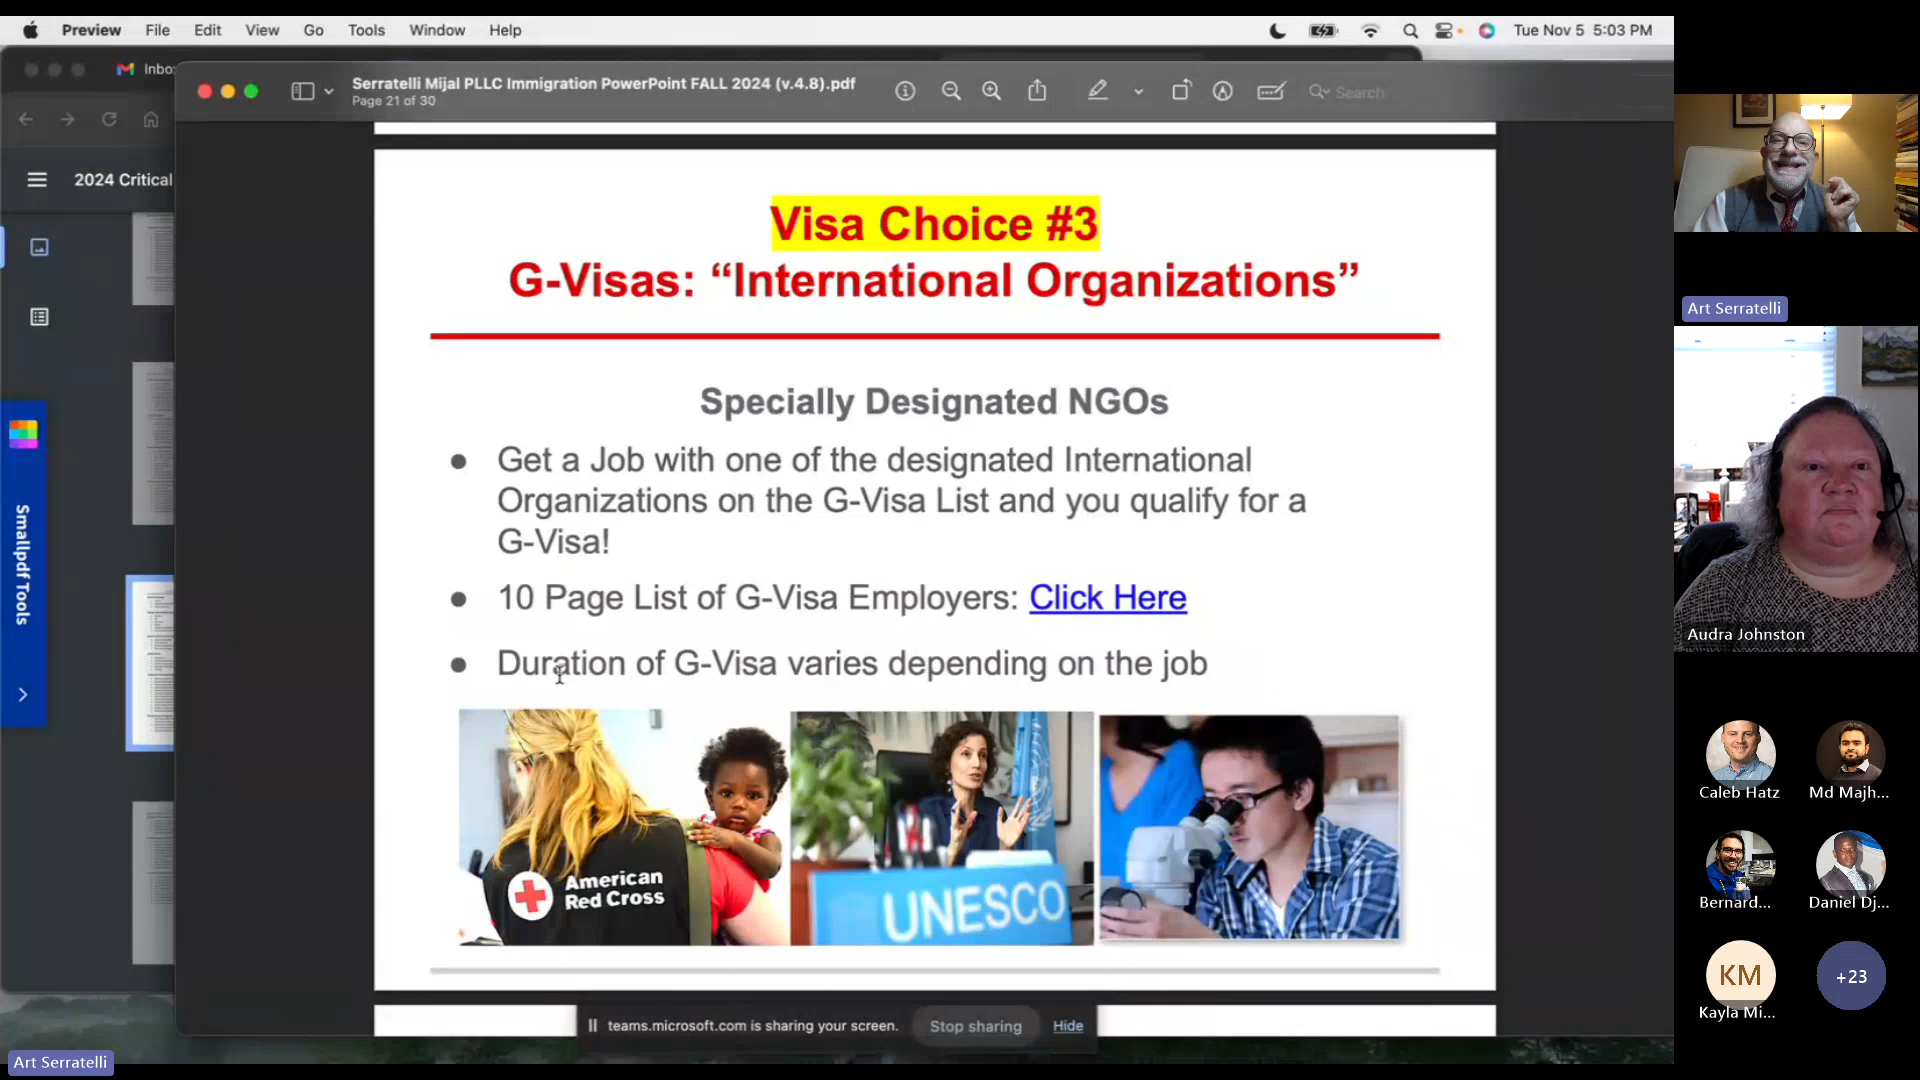 Preview File Edit View Go Tools Window Help
Tue Nov 5 5:03 PM
Inbo
Serratelli Mijal PLLC Immigration PowerPoint FALL 2024 (v.4.8).pdf
Page 21 of 30
Search
2024 Critical
Smallpdf Tools
Visa Choice #3
G-Visas: “International Organizations”
Specially Designated NGOs
● Get a Job with one of the designated International
Organizations on the G-Visa List and you qualify for a
G-Visa!
● 10 Page List of G-Visa Employers: Click Here
● Duration of G-Visa varies depending on the job
American
Red Cross
UNESCO
teams.microsoft.com is sharing your screen. Stop sharing Hide
Art Serratelli
Art Serratelli
Audra Johnston
Caleb Hatz
Md Majh...
Bernard...
Daniel Dj...
KM
Kayla Mi...
+23